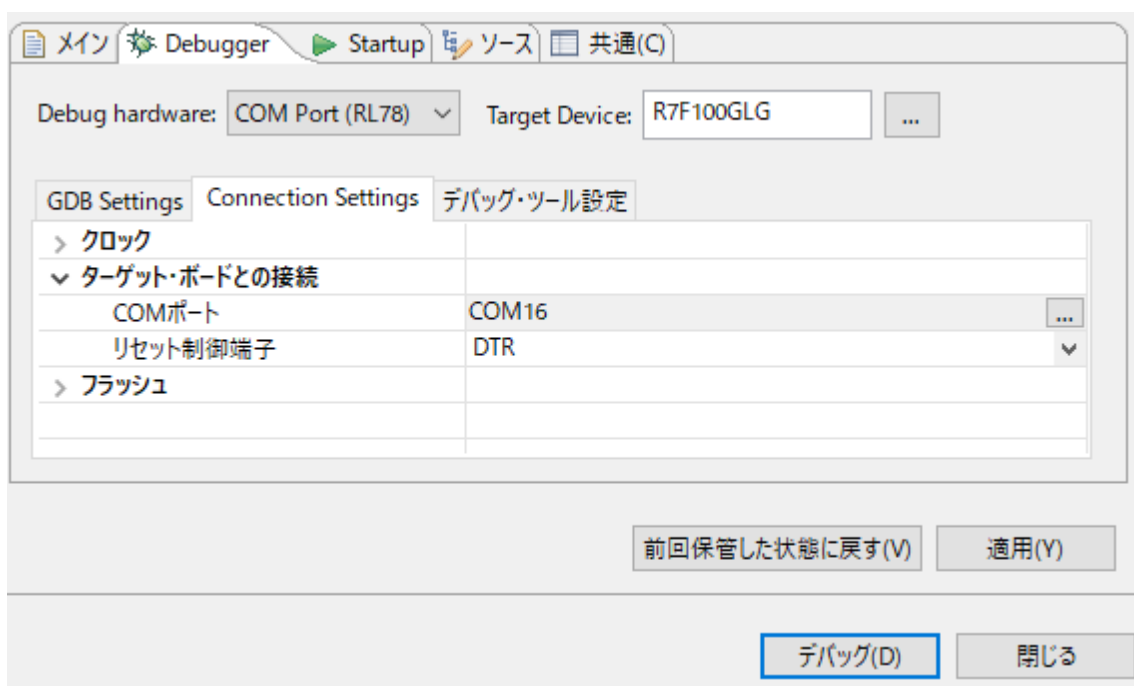 メイン Debugger Startup ソース 共通(C)
Debug hardware: COM Port (RL78) Target Device: R7F100GLG ...
GDB Settings Connection Settings デバッグ・ツール設定
クロック
ターゲット・ボードとの接続
COMポート COM16 ...
リセット制御端子 DTR
フラッシュ
前回保管した状態に戻す(V) 適用(Y)
デバッグ(D) 閉じる